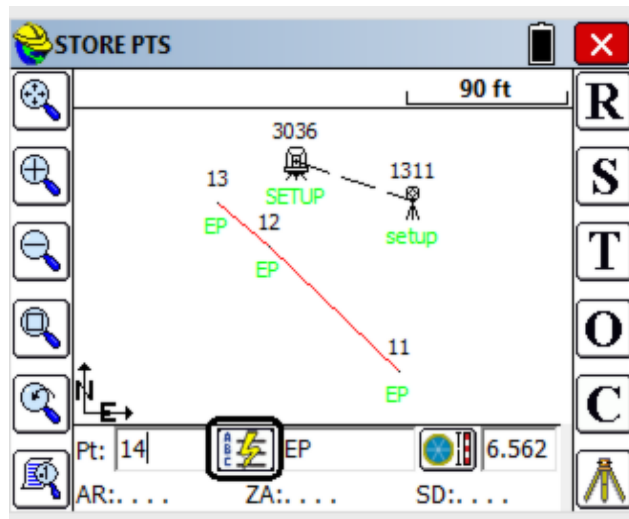 STORE PTS
90 ft
R
3036
1311
S
13
SETUP
EP
12
setup
EP
T
O
11
EP
N
E
C
Pt: 14
A
B
C
EP
6.562
AR:. . . .
ZA:. . . .
SD:. . . .